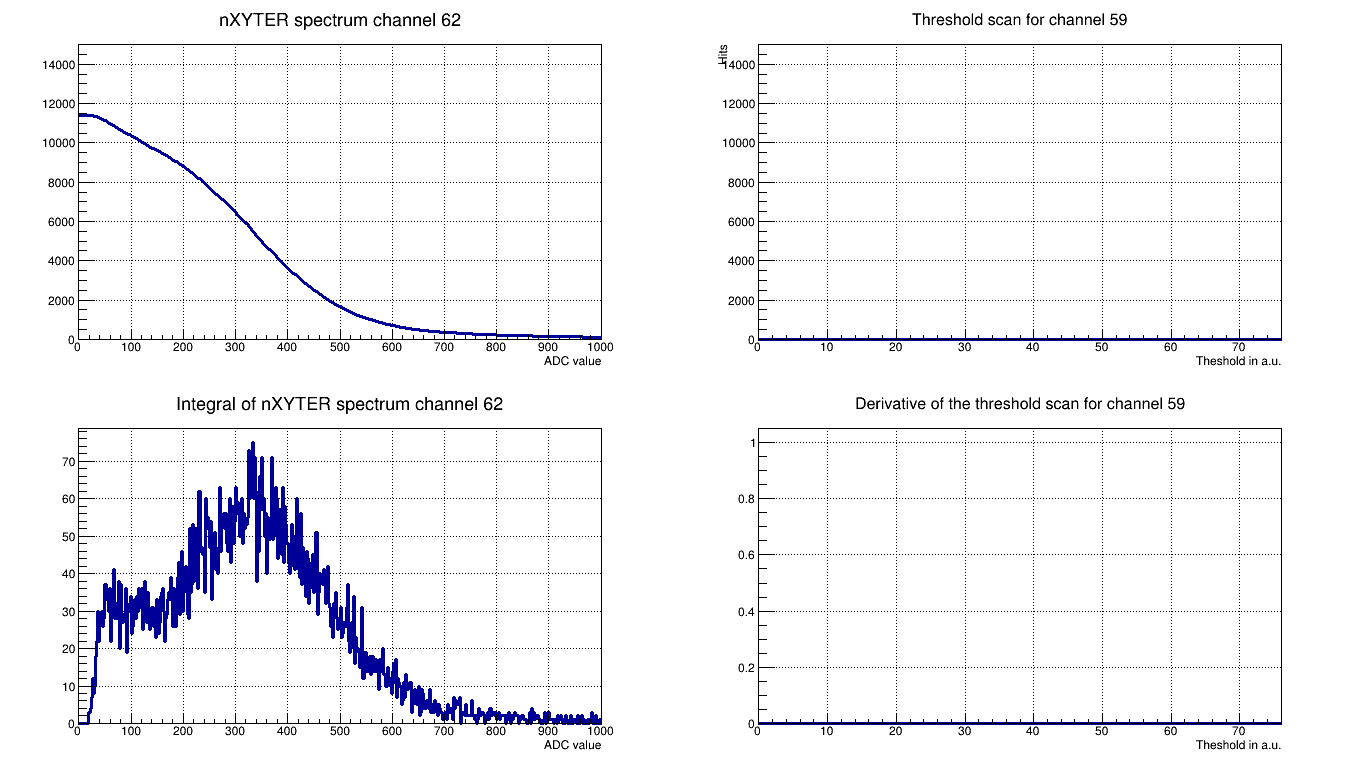 nXYTER spectrum channel 62
14000
12000
10000
8000
6000
4000
2000
0
0 100 200 300 400 500 600 700 800 900 1000
ADC value
Threshold scan for channel 59
Hits
14000
12000
10000
8000
6000
4000
2000
0
0 10 20 30 40 50 60 70
Theshold in a.u.
Integral of nXYTER spectrum channel 62
70
60
50
40
30
20
10
0
0 100 200 300 400 500 600 700 800 900 1000
ADC value
Derivative of the threshold scan for channel 59
1
0.8
0.6
0.4
0.2
0
0 10 20 30 40 50 60 70
Theshold in a.u.